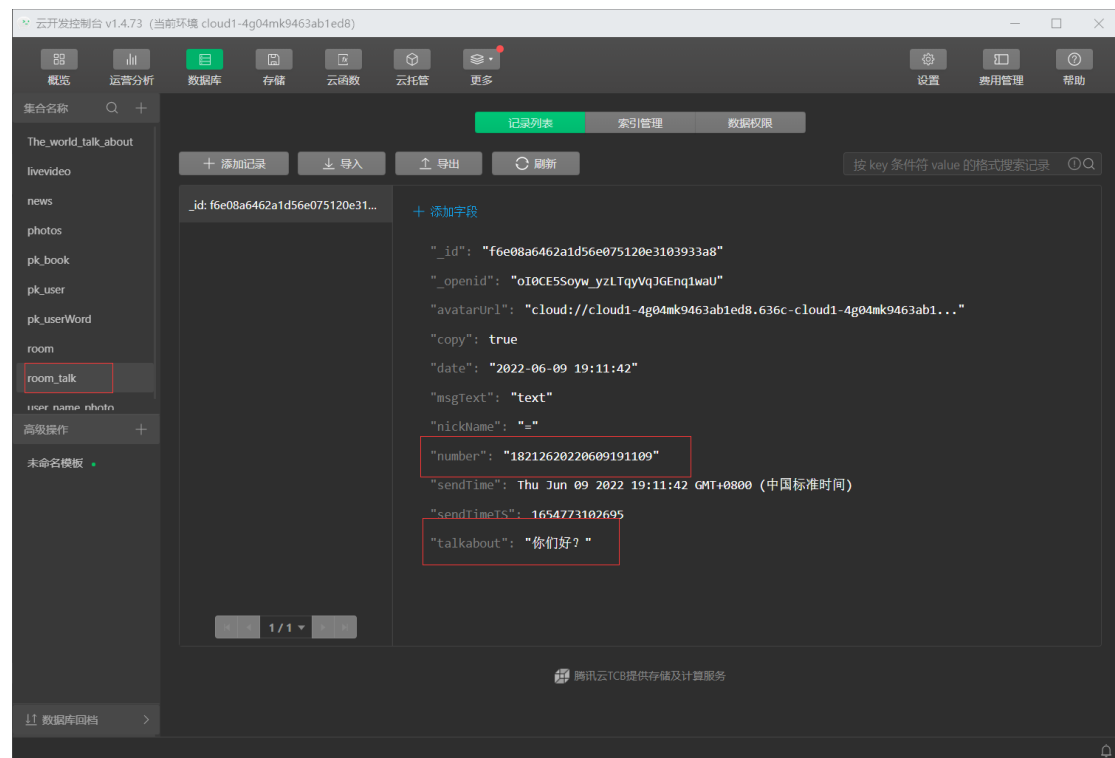 云开发控制台 v1.4.73 (当前环境 cloud1-4g04mk9463ab1ed8)
概览 运营分析 数据库 存储 云函数 云托管 更多 设置 费用管理 帮助
集合名称
The_world_talk_about
livevideo
news
photos
pk_book
pk_user
pk_userWord
room
room_talk
user_name_photo
高级操作
未命名模板
数据库回档
记录列表 索引管理 数据权限
添加记录 导入 导出 刷新 按 key 条件符 value 的格式搜索记录
_id: f6e08a6462a1d56e075120e31...
添加字段
"_id": "f6e08a6462a1d56e075120e3103933a8"
"_openid": "oI0CE5Soyw_yzLTqyVqJGEnq1waU"
"avatarUrl": "cloud://cloud1-4g04mk9463ab1ed8.636c-cloud1-4g04mk9463ab1..."
"copy": true
"date": "2022-06-09 19:11:42"
"msgText": "text"
"nickName": "="
"number": "18212620220609191109"
"sendTime": Thu Jun 09 2022 19:11:42 GMT+0800 (中国标准时间)
"sendTimeTS": 1654773102695
"talkabout": "你们好？"
1/1
腾讯云TCB提供存储及计算服务